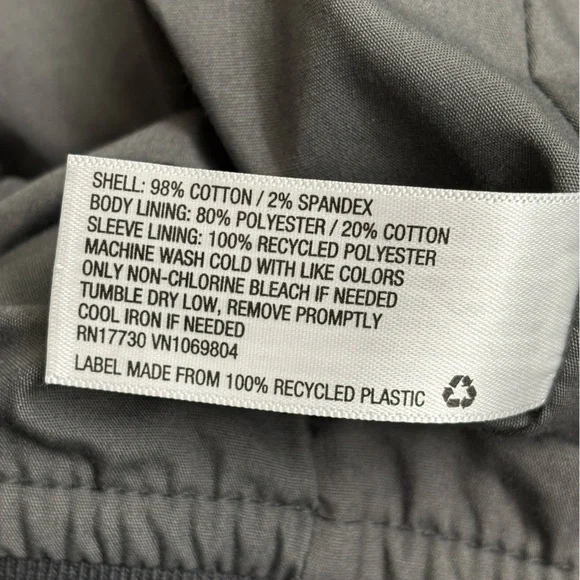 SHELL: 98% COTTON / 2% SPANDEX
BODY LINING: 80% POLYESTER / 20% COTTON
SLEEVE LINING: 100% RECYCLED POLYESTER
MACHINE WASH COLD WITH LIKE COLORS
ONLY NON-CHLORINE BLEACH IF NEEDED
TUMBLE DRY LOW, REMOVE PROMPTLY
COOL IRON IF NEEDED
RN17730 VN1069804
LABEL MADE FROM 100% RECYCLED PLASTIC